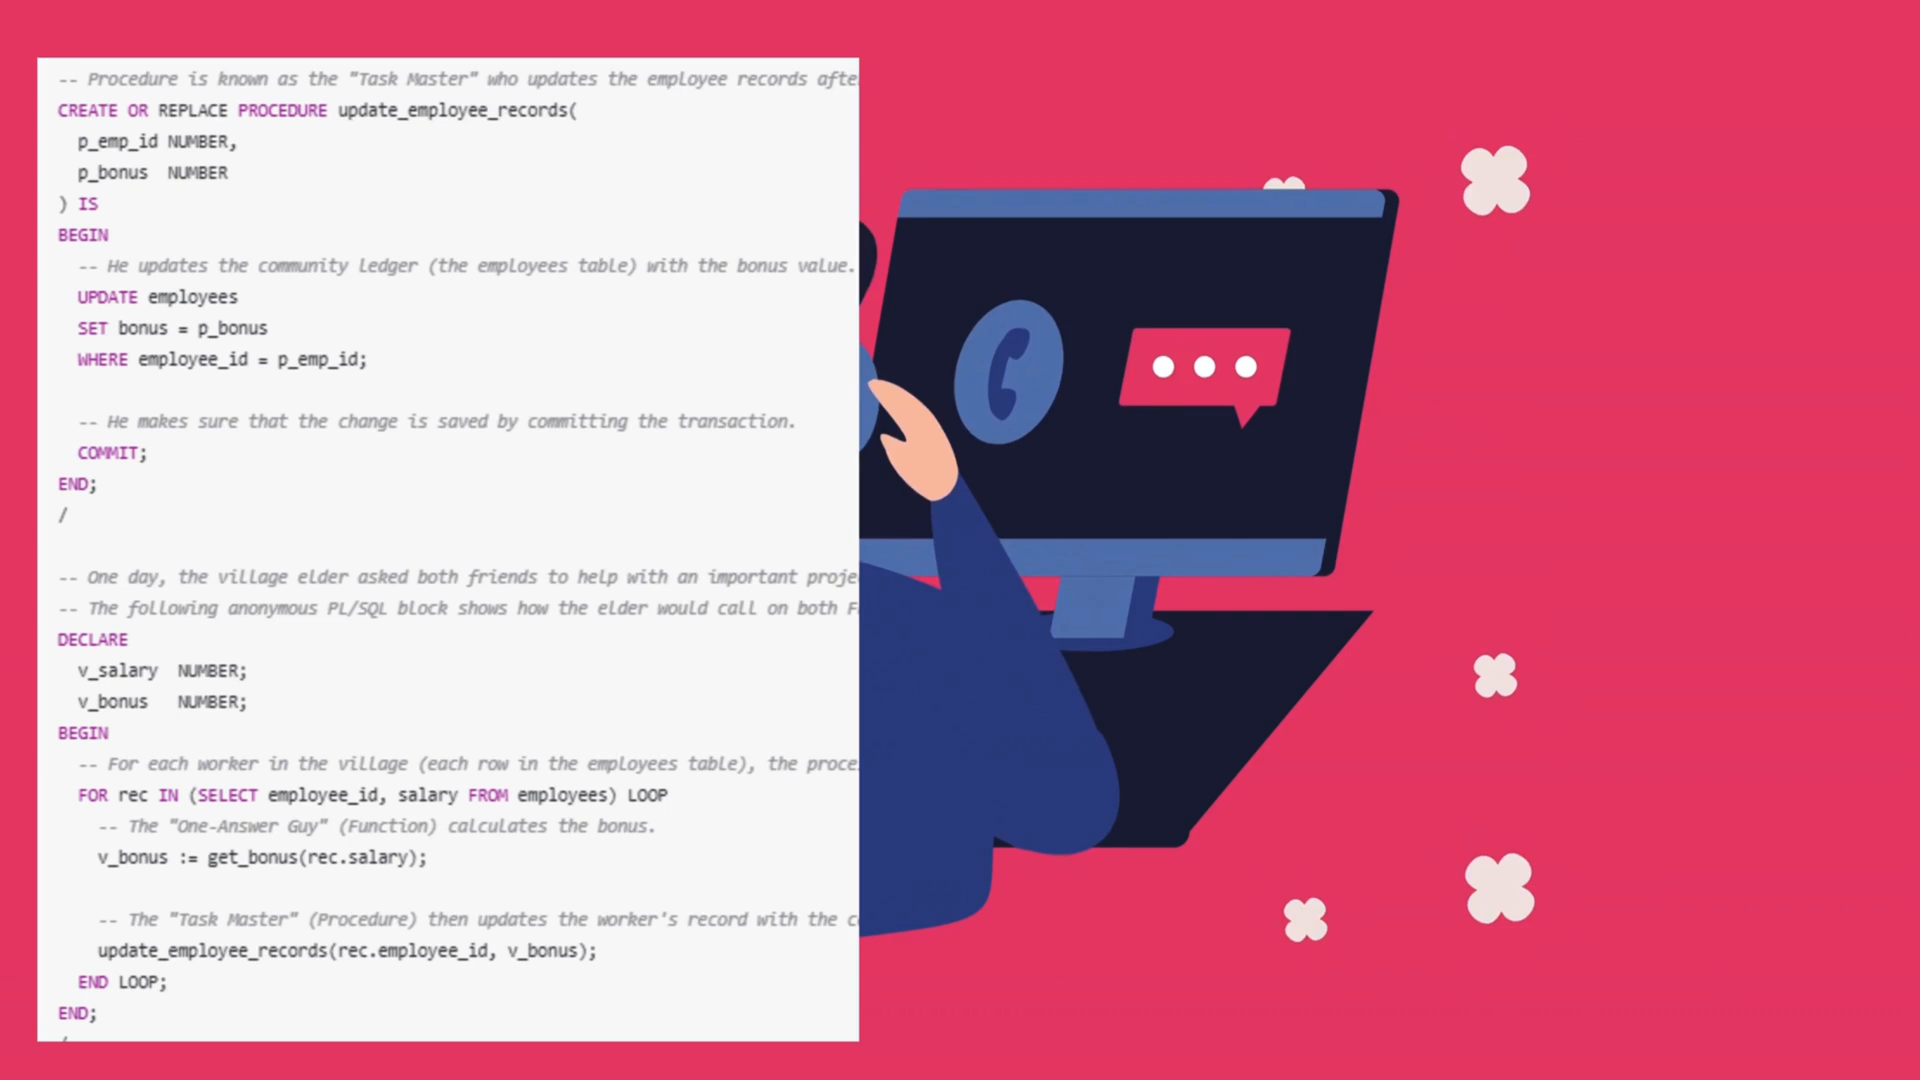 -- Procedure is known as the "Task Master" who updates the employee records
CREATE OR REPLACE PROCEDURE update_employee_records(
p_emp_id NUMBER,
p_bonus NUMBER
) IS
BEGIN
-- He updates the community ledger (the employees table) with the bonus value.
UPDATE employees
SET bonus = p_bonus
WHERE employee_id = p_emp_id;
-- He makes sure that the change is saved by committing the transaction.
COMMIT;
END;
/
-- One day, the village elder asked both friends to help with an important
-- The following anonymous PL/SQL block shows how the elder would call on both
DECLARE
v_salary NUMBER;
v_bonus NUMBER;
BEGIN
-- For each worker in the village (each row in the employees table), the
FOR rec IN (SELECT employee_id, salary FROM employees) LOOP
-- The "One-Answer Guy" (Function) calculates the bonus.
v_bonus := get_bonus(rec.salary);
-- The "Task Master" (Procedure) then updates the worker's record with the
update_employee_records(rec.employee_id, v_bonus);
END LOOP;
END;